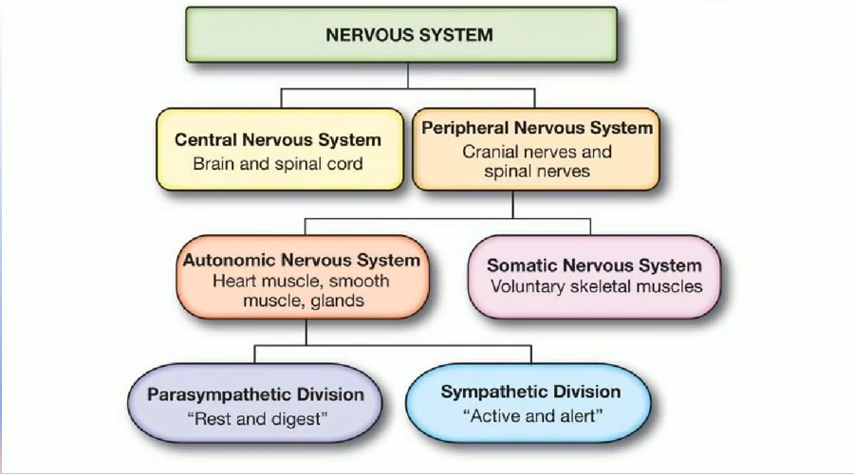 NERVOUS SYSTEM
Central Nervous System
Brain and spinal cord
Peripheral Nervous System
Cranial nerves and
spinal nerves
Autonomic Nervous System
Heart muscle, smooth
muscle, glands
Somatic Nervous System
Voluntary skeletal muscles
Parasympathetic Division
“Rest and digest”
Sympathetic Division
“Active and alert”